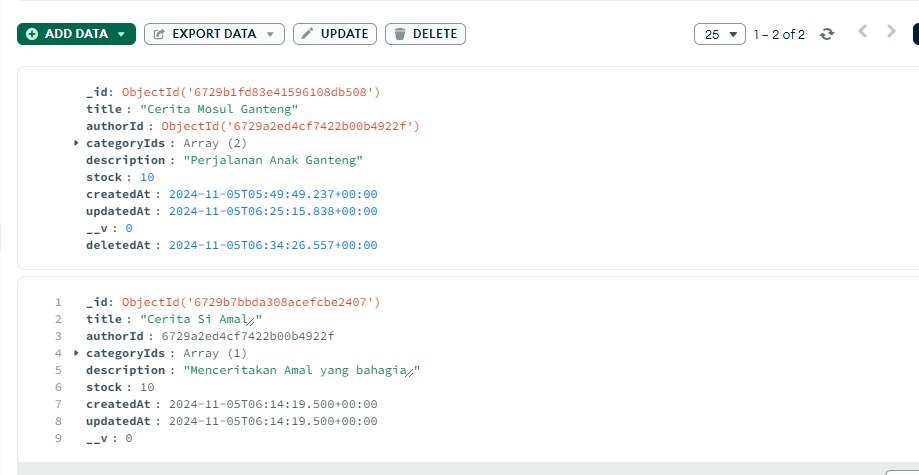 ADD DATA EXPORT DATA UPDATE DELETE 25 1 – 2 of 2
_id: ObjectId('6729b1fd83e41596108db508')
title : "Cerita Mosul Ganteng"
authorId : ObjectId('6729a2ed4cf7422b00b4922f')
categoryIds : Array (2)
description : "Perjalanan Anak Ganteng"
stock : 10
createdAt : 2024-11-05T05:49:49.237+00:00
updatedAt : 2024-11-05T06:25:15.838+00:00
__v : 0
deletedAt : 2024-11-05T06:34:26.557+00:00
1 _id: ObjectId('6729b7bbda308acefcbe2407')
2 title : "Cerita Si Amal"
3 authorId : 6729a2ed4cf7422b00b4922f
4 categoryIds : Array (1)
5 description : "Menceritakan Amal yang bahagia"
6 stock : 10
7 createdAt : 2024-11-05T06:14:19.500+00:00
8 updatedAt : 2024-11-05T06:14:19.500+00:00
9 __v : 0